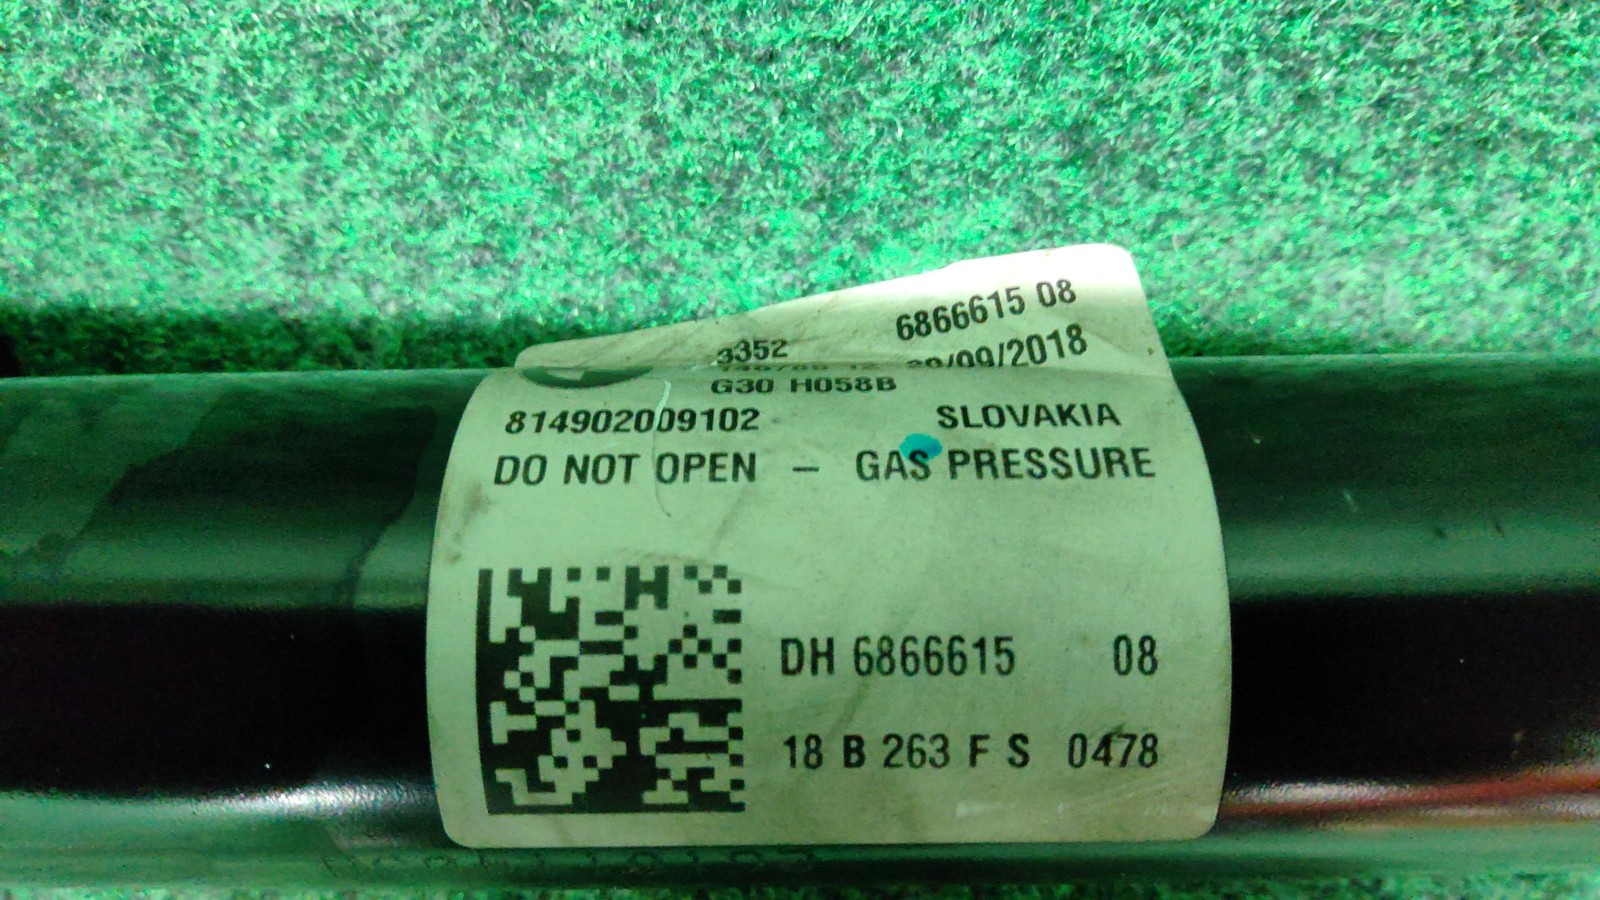 6866615 08
3352
/09/2018
G30 H058B
814902009102 SLOVAKIA
DO NOT OPEN – GAS PRESSURE
DH 6866615 08
18 B 263 F S 0478